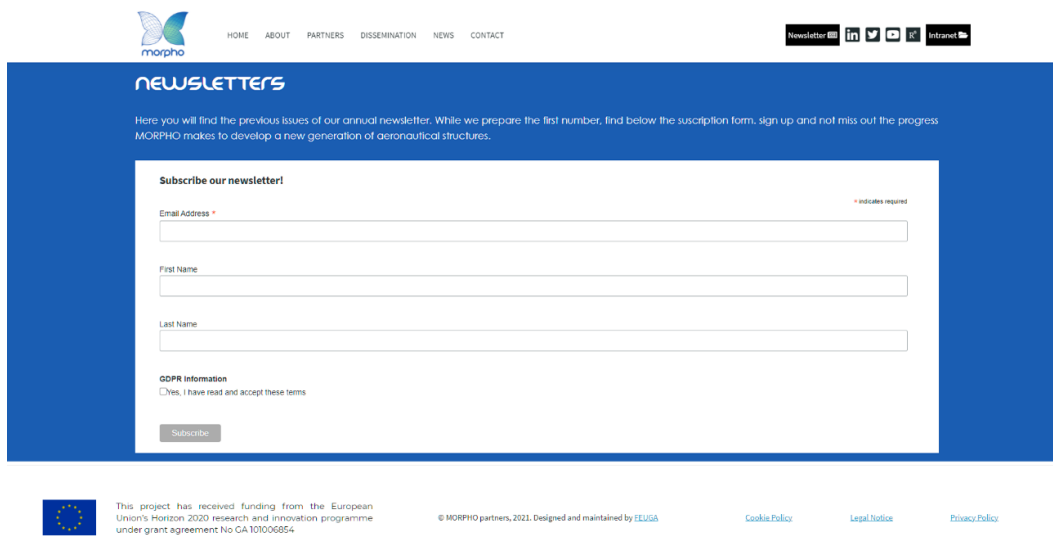 morpho
HOME ABOUT PARTNERS DISSEMINATION NEWS CONTACT
Newsletter
in
R⁶
Intranet
NEWSLETTERS
Here you will find the previous issues of our annual newsletter. While we prepare the first number, find below the suscription form, sign up and not miss out the progress
MORPHO makes to develop a new generation of aeronautical structures.
Subscribe our newsletter!
* indicates required
Email Address *
First Name
Last Name
GDPR Information
Yes, I have read and accept these terms
Subscribe
This project has received funding from the European
Union's Horizon 2020 research and innovation programme
under grant agreement No GA 101006854
© MORPHO partners, 2021. Designed and maintained by FEUGA
Cookie Policy
Legal Notice
Privacy Policy